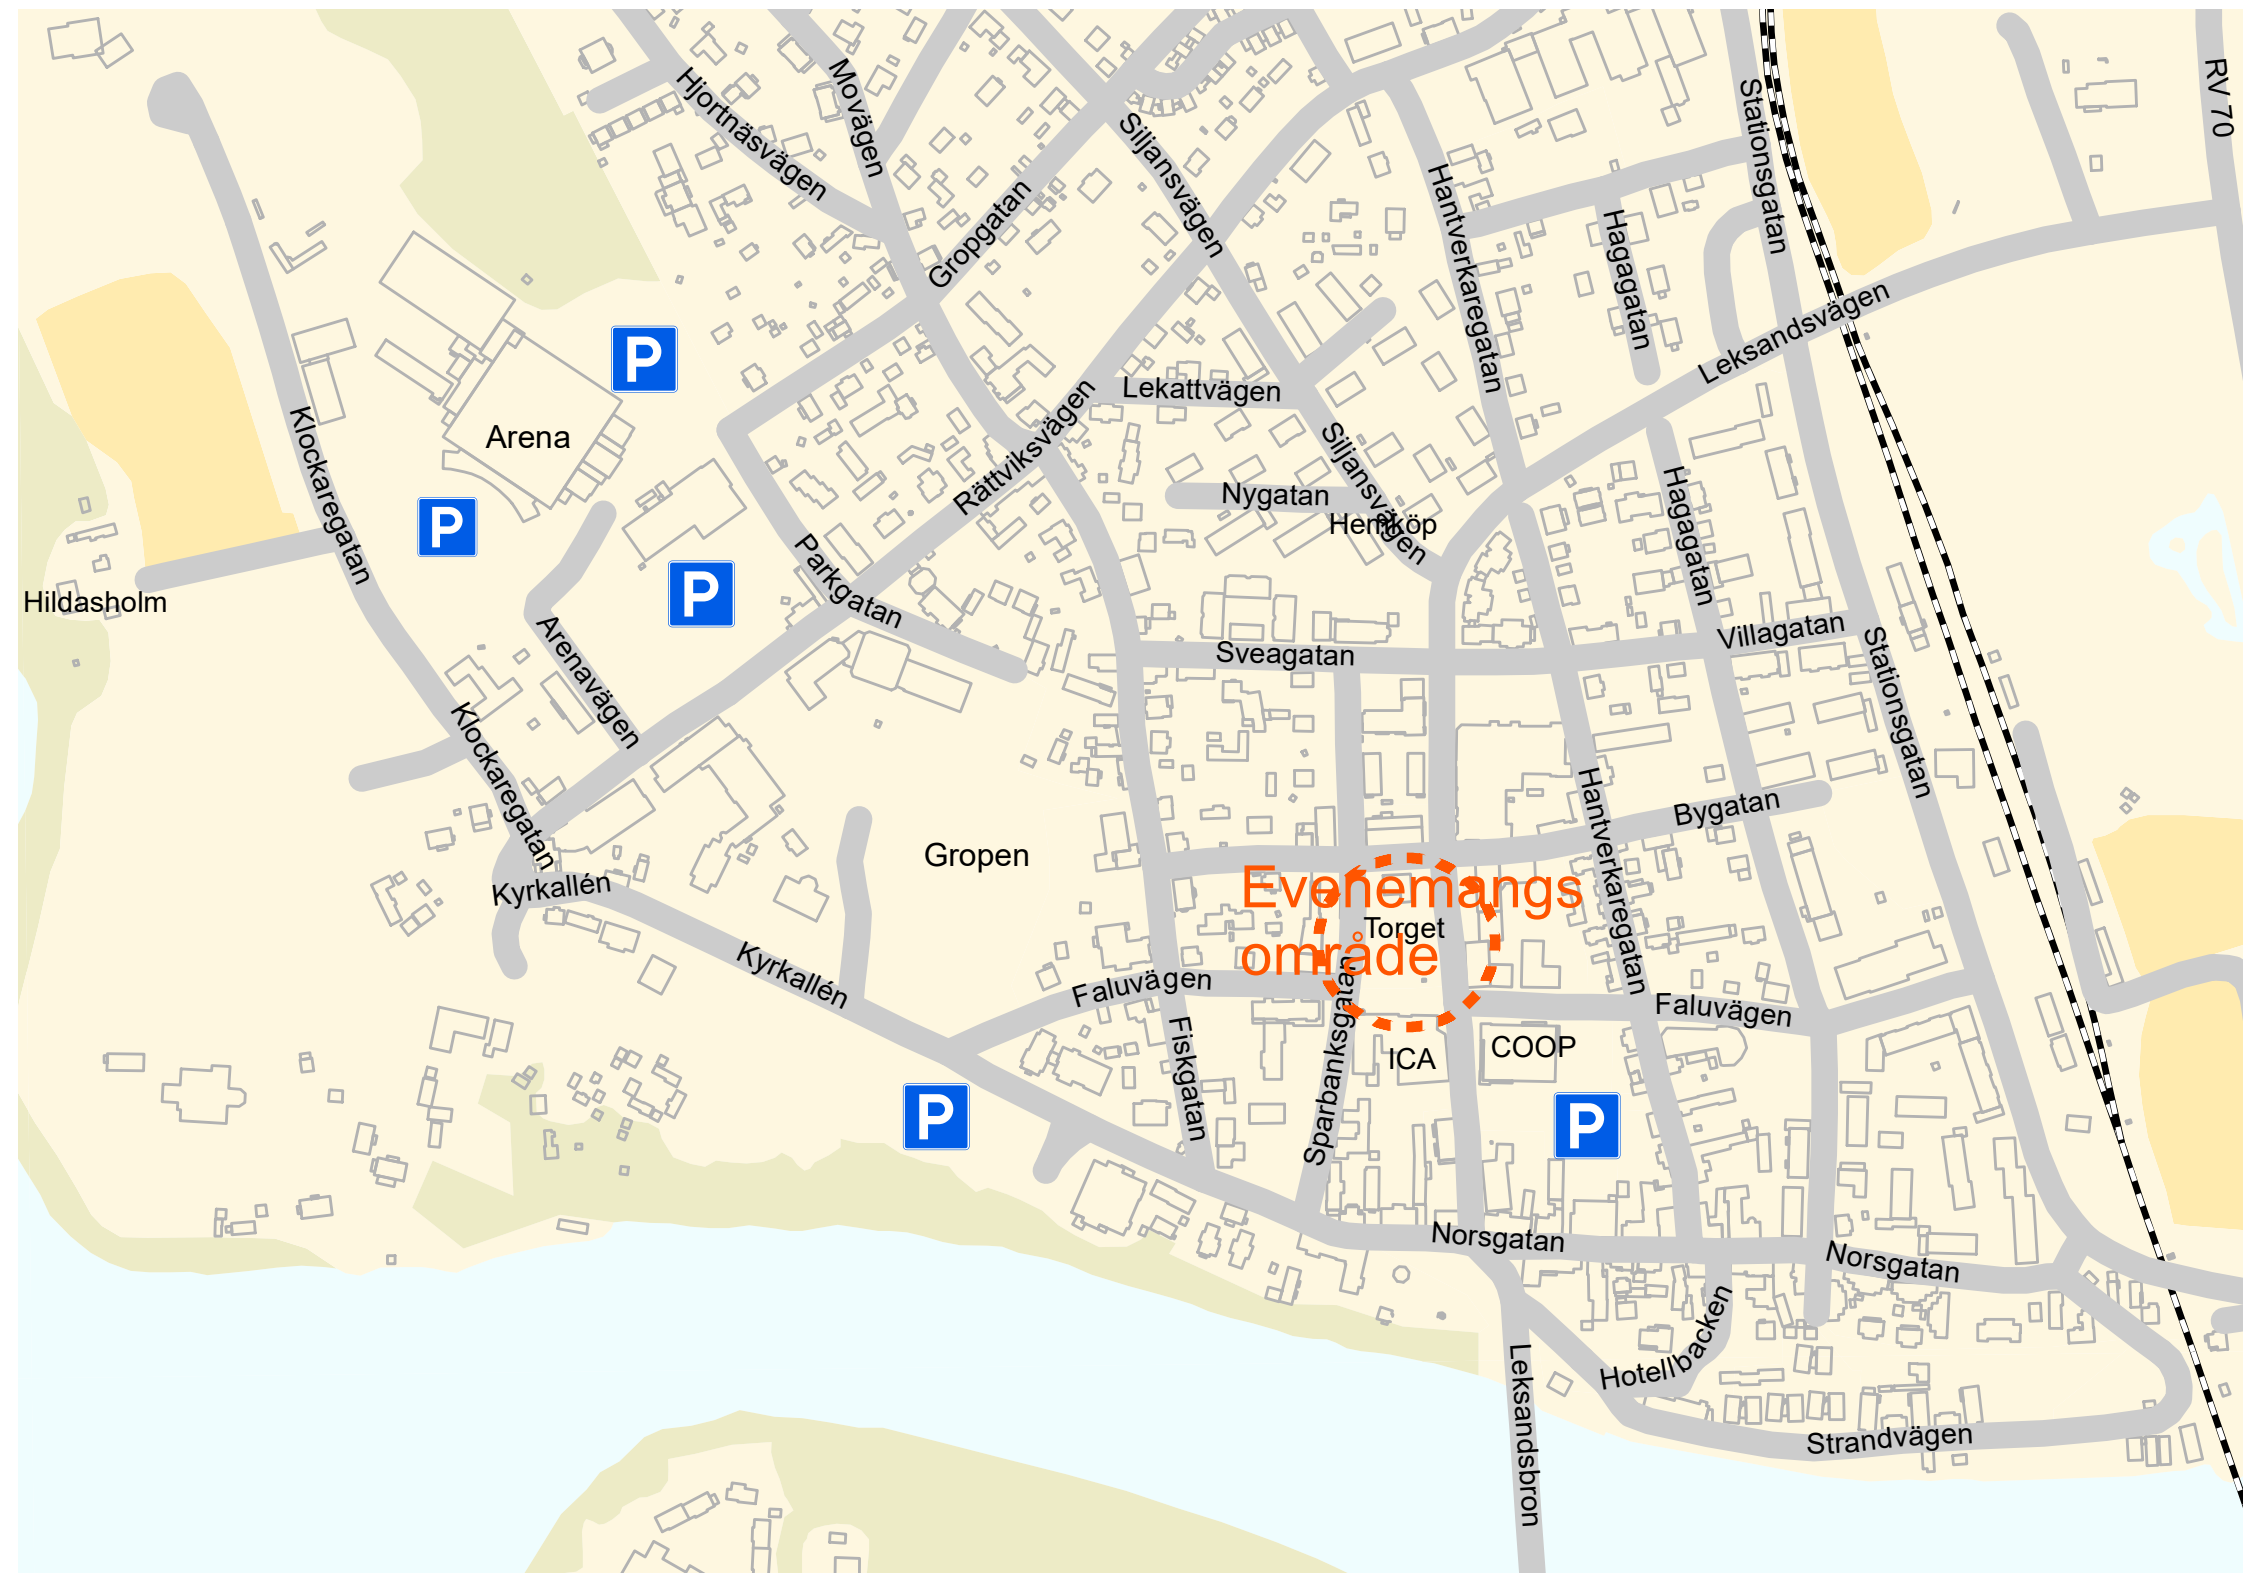 RV 70
Movägen
Hjortnäsvägen
Stationsgatan
Siljansvägen
Hantverkaregatan
Gropgatan
Hagagatan
Leksandsvägen
P
Lekattvägen
Arena
Klockaregatan
Rättviksvägen
Siljansvägen
Nygatan
Hemköp
P
Hagagatan
Parkgatan
P
Hildasholm
Arenavägen
Sveagatan
Villagatan
Stationsgatan
Klockaregatan
Hantverkaregatan
Bygatan
Gropen
Kyrkallén
Evenemangs
område
Torget
Kyrkallén
Faluvägen
Sparbanksgatan
Faluvägen
Fiskgatan
ICA
COOP
P
P
Norsgatan
Norsgatan
Hotellbacken
Leksandsbron
Strandvägen